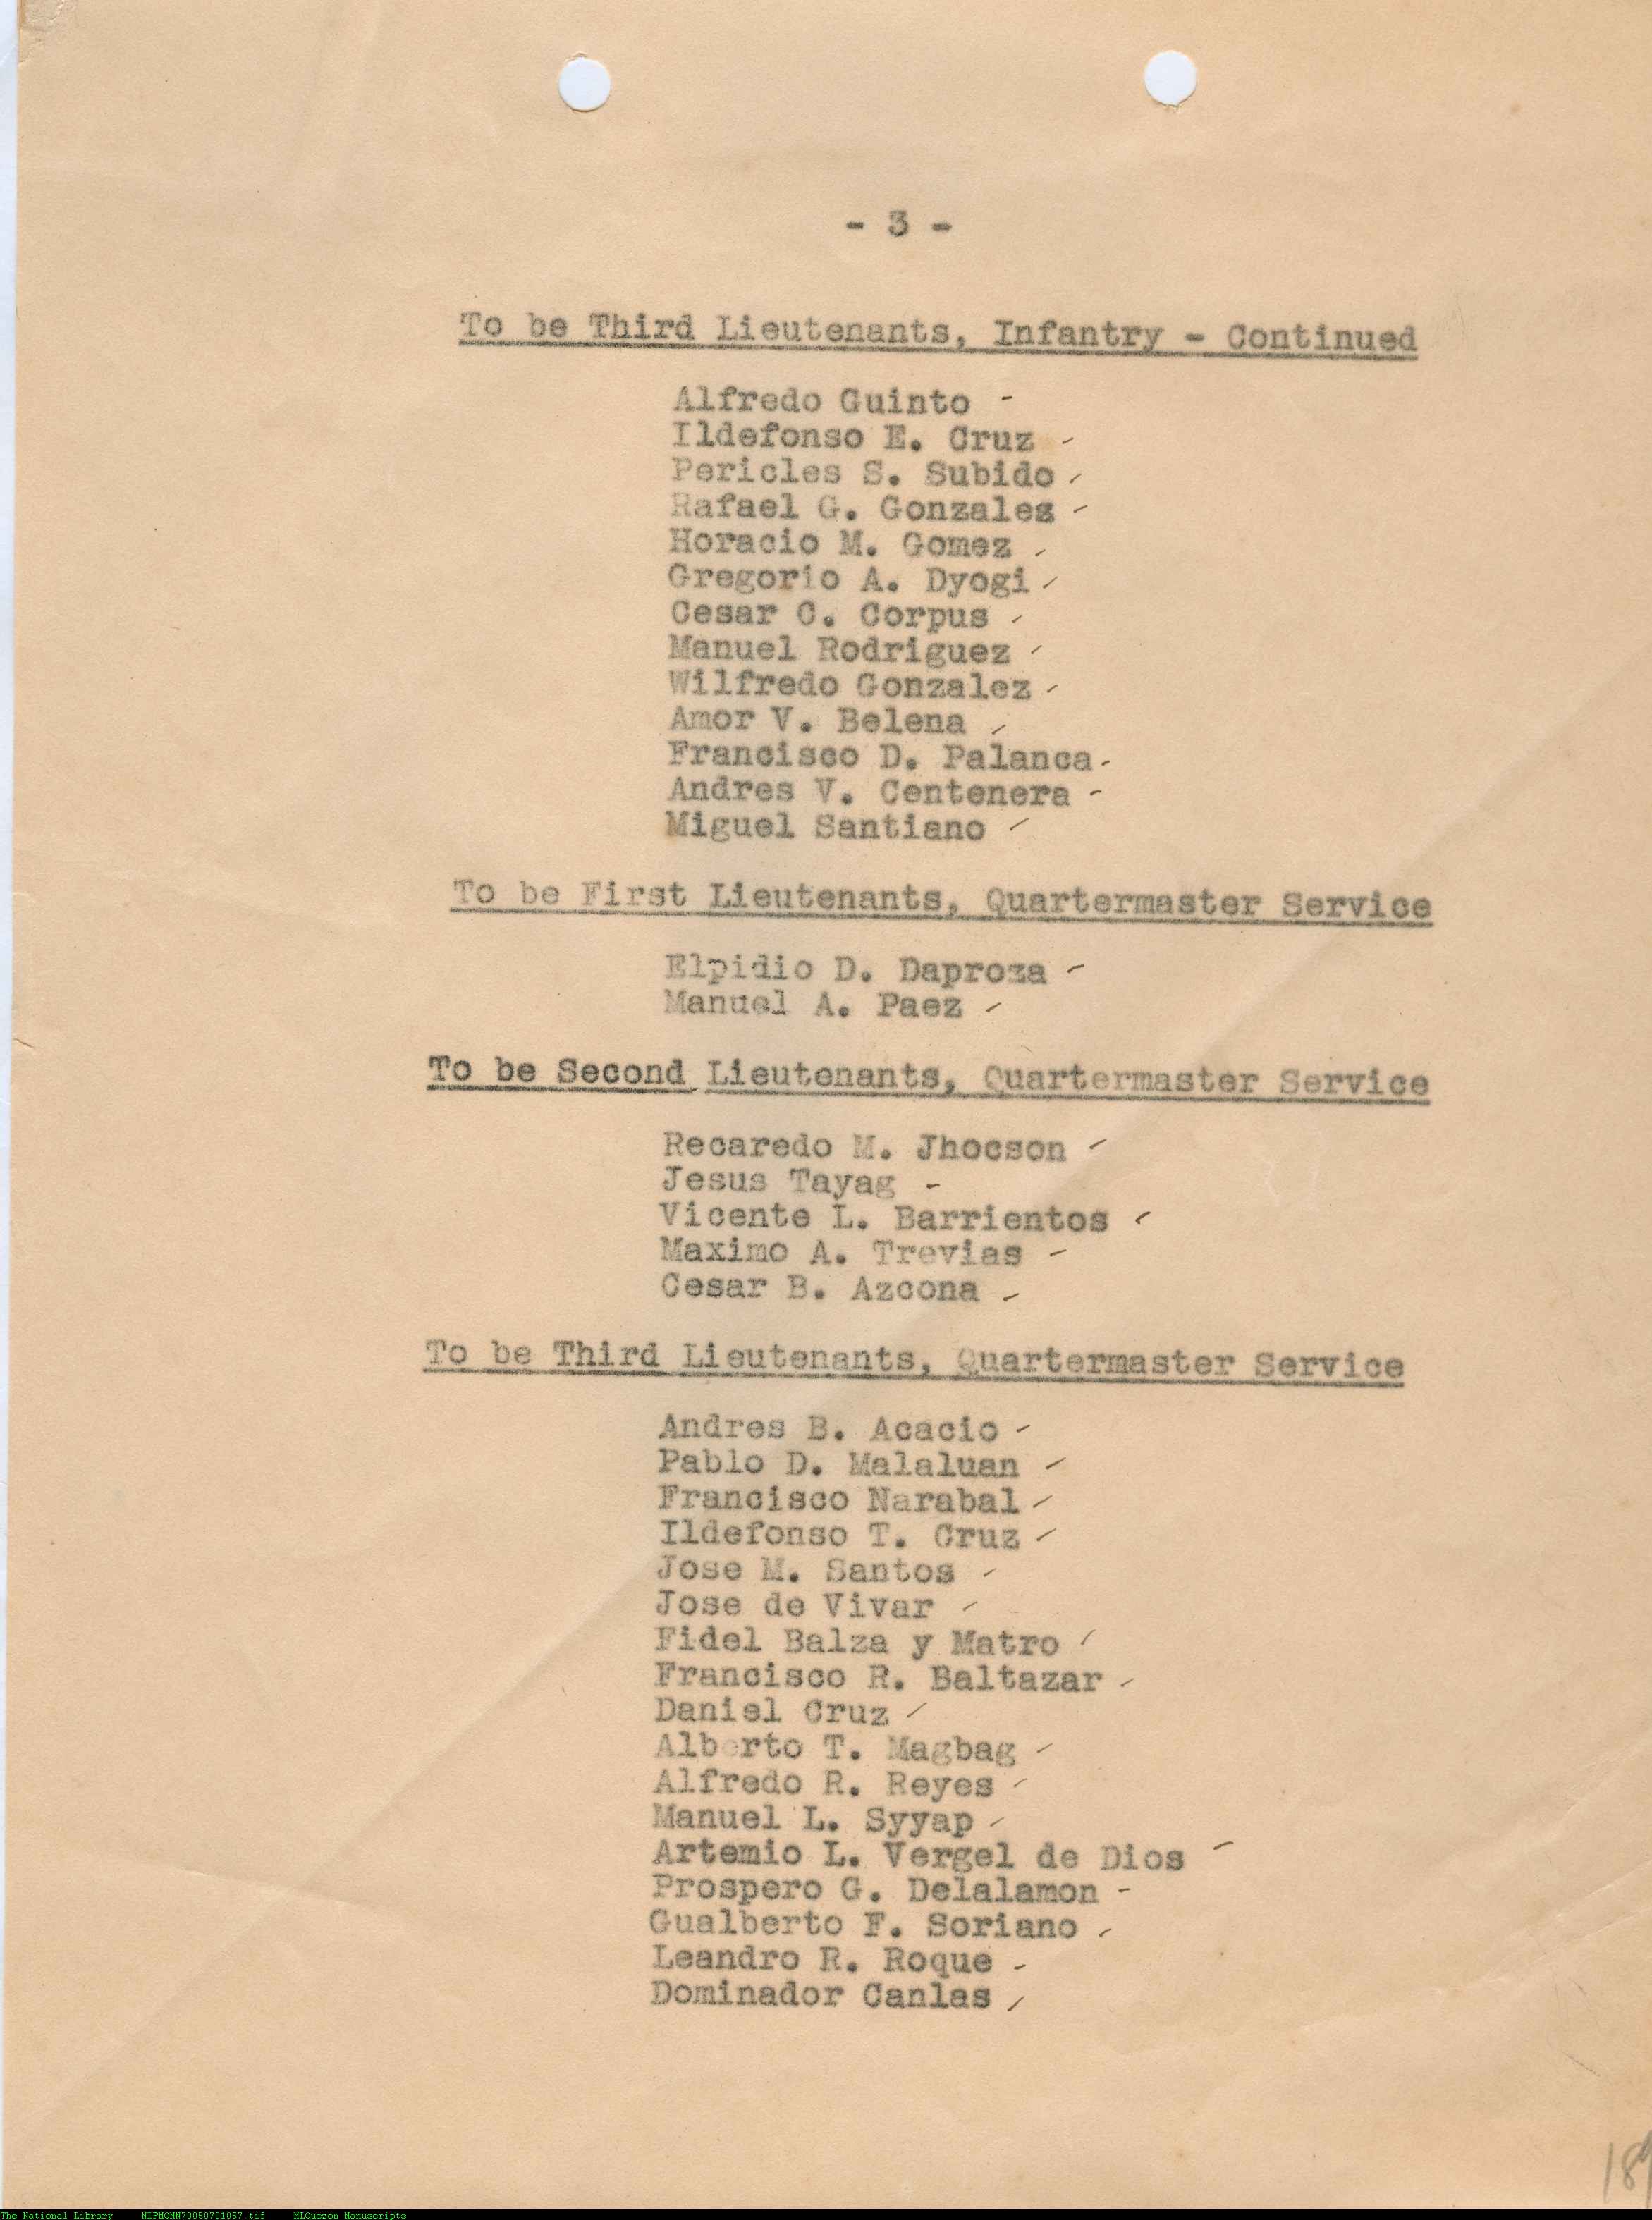 - 3 -
To be Third Lieutenants, Infantry - Continued
Alfredo Guinto -
Ildefonso E. Cruz
Pericles S. Subido
Rafael G. Gonzales
Horacio M. Gomez
Gregorio A. Dyogi
Cesar C. Corpus
Manuel Rodriguez
Wilfredo Gonzalez
Amor V. Belena
Francisco D. Palanca
Andres V. Centenera
Miguel Santiano
To be First Lieutenants, Quartermaster Service
Elpidio D. Daproza
Manuel A. Paez
To be Second Lieutenants, Quartermaster Service
Recaredo M. Jhocson
Jesus Tayag -
Vicente L. Barrientos
Maximo A. Trevias
Cesar B. Azcona
To be Third Lieutenants, Quartermaster Service
Andres B. Acacio
Pablo D. Malaluan
Francisco Narabal
Ildefonso T. Cruz
Jose M. Santos
Jose de Vivar
Fidel Balza y Matro
Francisco R. Baltazar
Daniel Cruz
Alberto T. Magbag
Alfredo R. Reyes
Manuel L. Syyap
Artemio L. Vergel de Dios
Prospero G. Delalamon
Gualberto F. Soriano
Leandro R. Roque
Dominador Canlas
The National Library NLPMQMN70050701057 tif MLQuezon Manuscripts